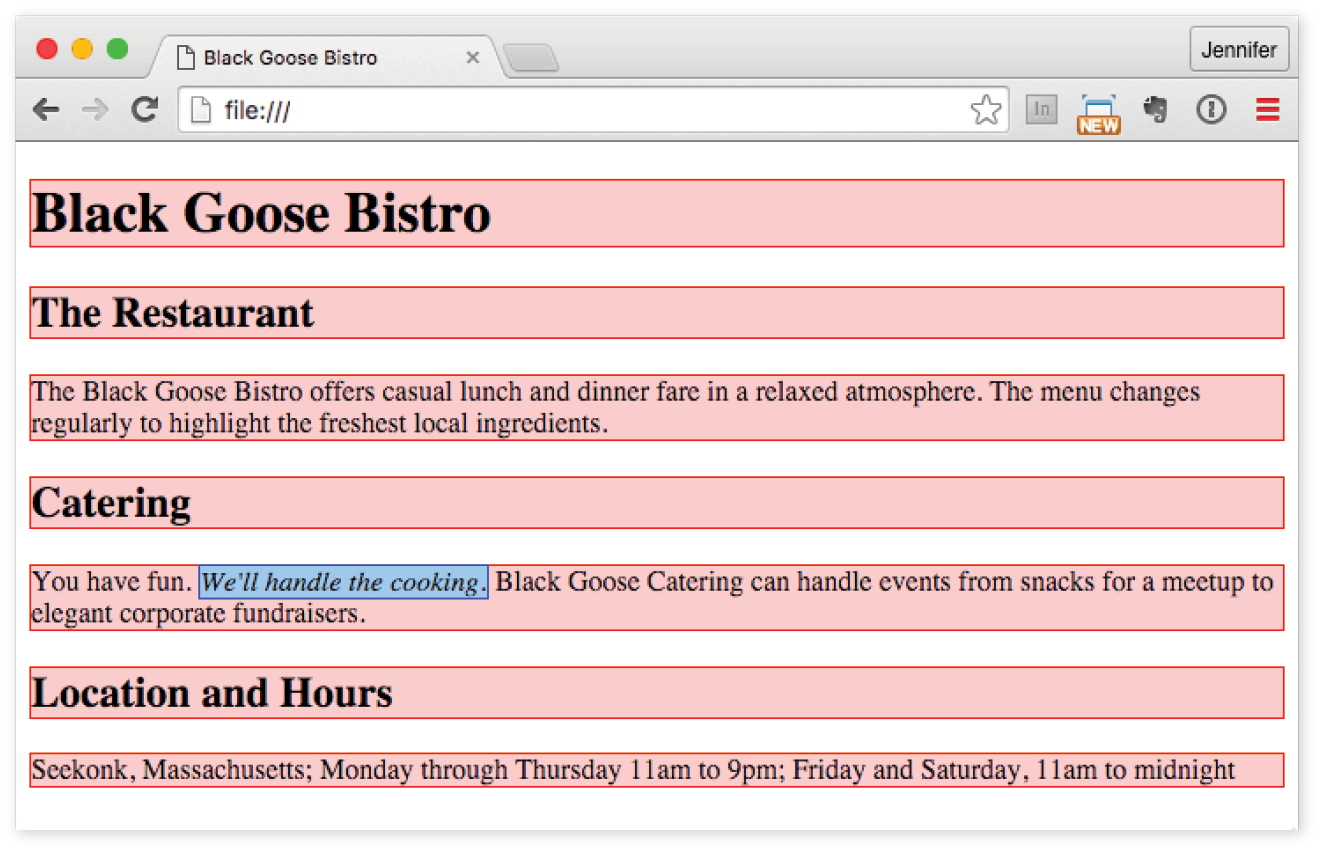 Black Goose Bistro
Jennifer
file:///
In
NEW
Black Goose Bistro
The Restaurant
The Black Goose Bistro offers casual lunch and dinner fare in a relaxed atmosphere. The menu changes
regularly to highlight the freshest local ingredients.
Catering
You have fun. We'll handle the cooking. Black Goose Catering can handle events from snacks for a meetup to
elegant corporate fundraisers.
Location and Hours
Seekonk, Massachusetts; Monday through Thursday 11am to 9pm; Friday and Saturday, 11am to midnight